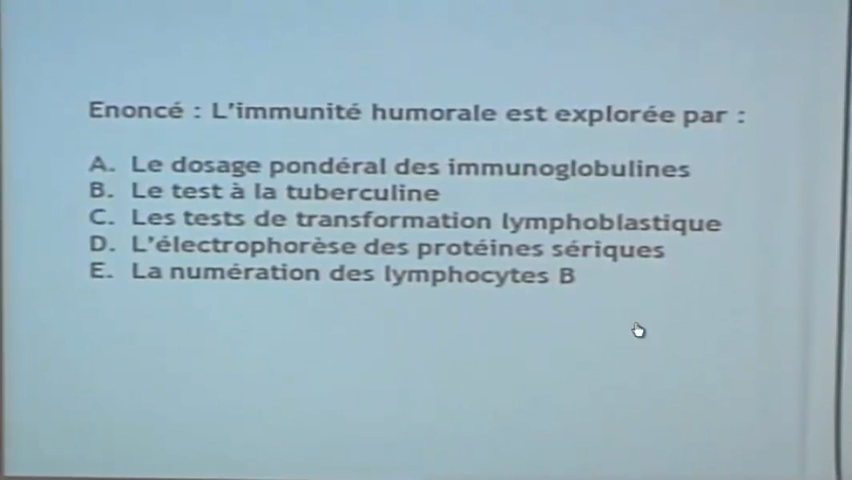 Enoncé : L'immunité humorale est explorée par :
A. Le dosage pondéral des immunoglobulines
B. Le test à la tuberculine
C. Les tests de transformation lymphoblastique
D. L'électrophorèse des protéines sériques
E. La numération des lymphocytes B